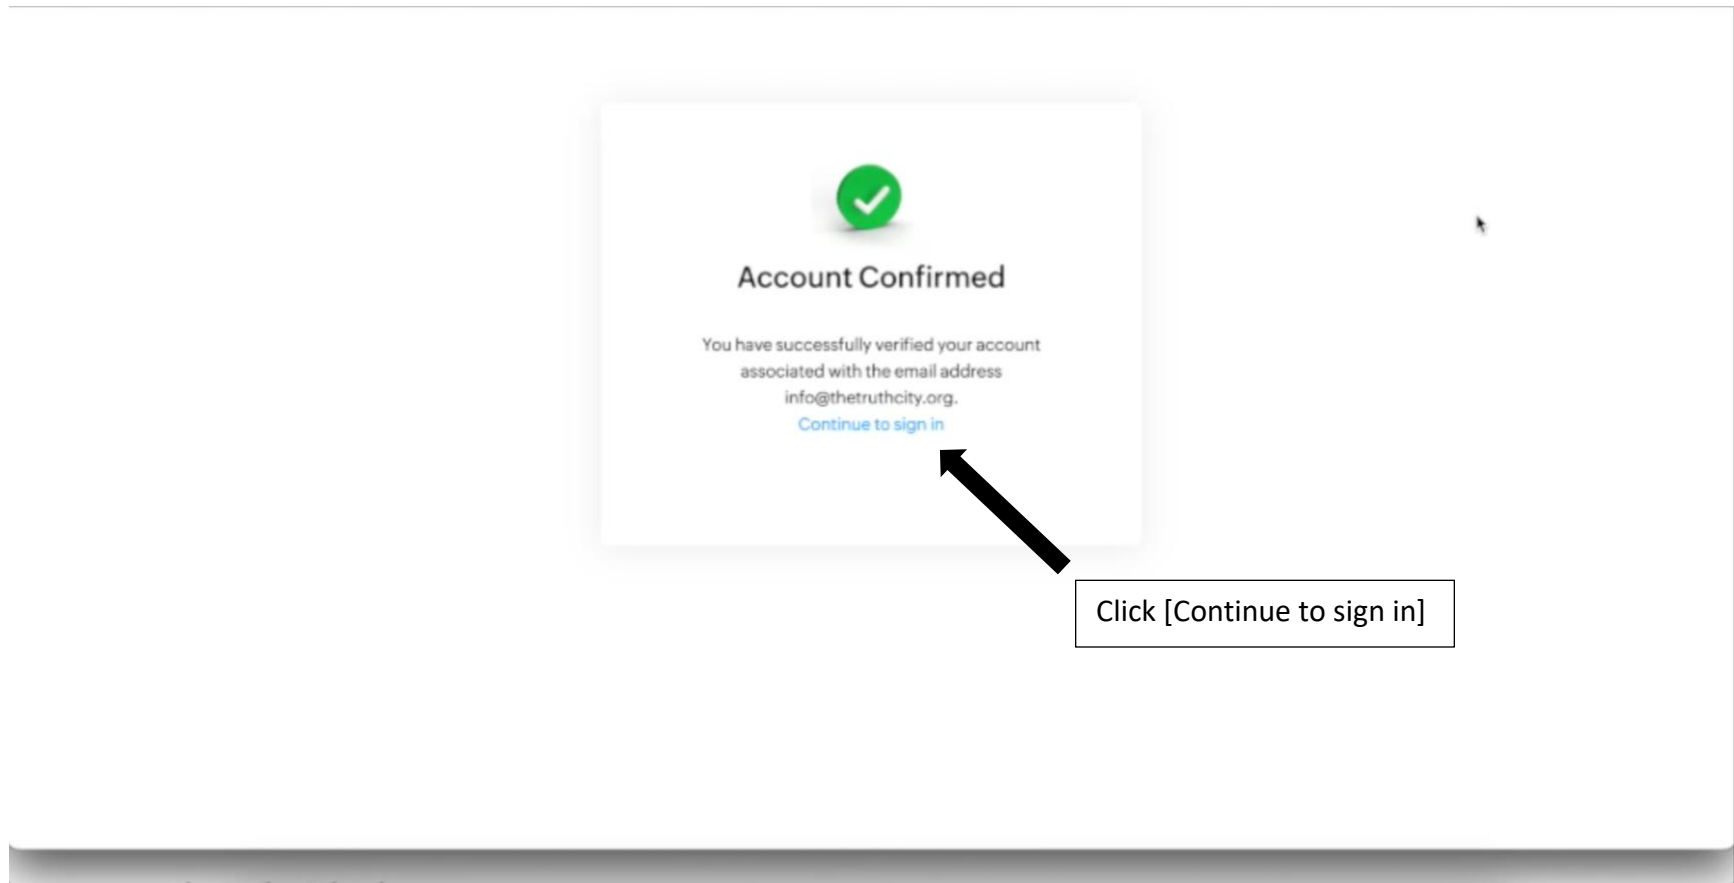 Account Confirmed
You have successfully verified your account
associated with the email address
info@thetruthcity.org.
Continue to sign in
Click [Continue to sign in]